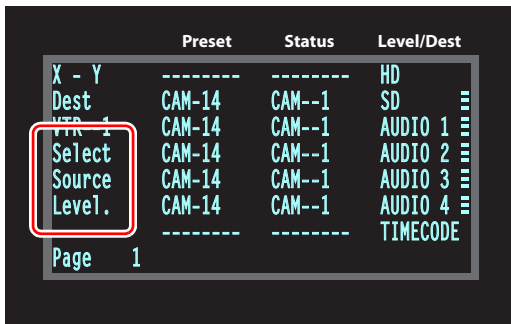 Preset Status Level/Dest
X - Y -------- -------- HD
Dest CAM-14 CAM--1 SD
VTR--1 CAM-14 CAM--1 AUDIO 1
Select CAM-14 CAM--1 AUDIO 2
Source CAM-14 CAM--1 AUDIO 3
Level. CAM-14 CAM--1 AUDIO 4
-------- -------- TIMECODE
Page 1